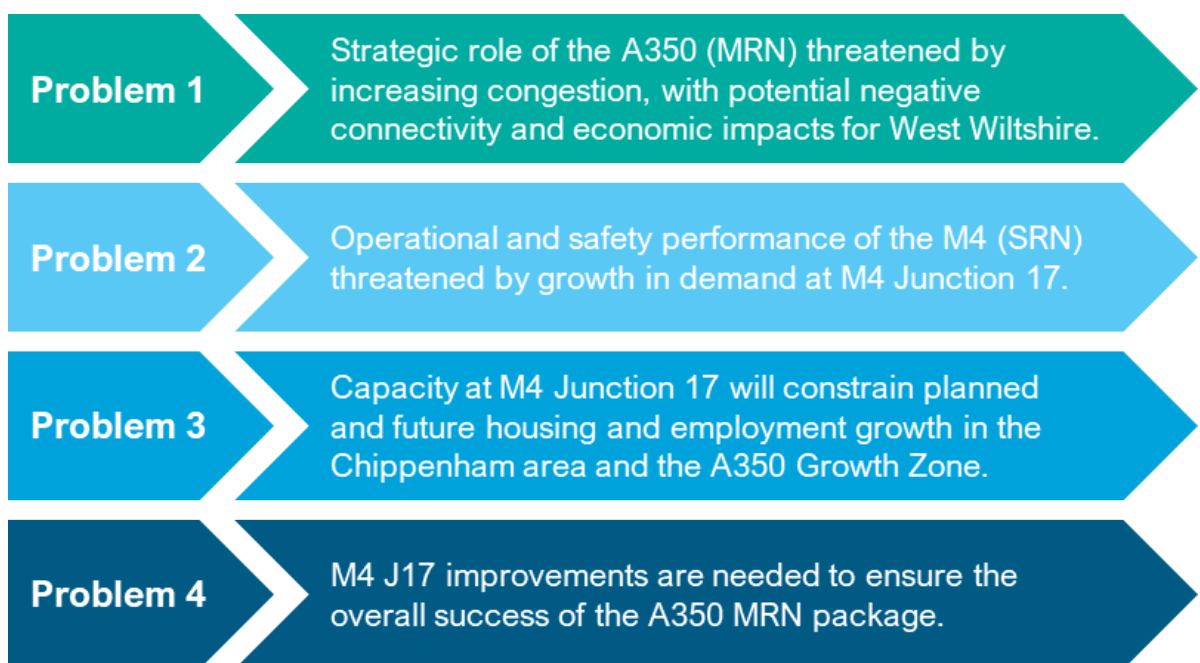 Problem 1
Strategic role of the A350 (MRN) threatened by
increasing congestion, with potential negative
connectivity and economic impacts for West Wiltshire.
Problem 2
Operational and safety performance of the M4 (SRN)
threatened by growth in demand at M4 Junction 17.
Problem 3
Capacity at M4 Junction 17 will constrain planned
and future housing and employment growth in the
Chippenham area and the A350 Growth Zone.
Problem 4
M4 J17 improvements are needed to ensure the
overall success of the A350 MRN package.